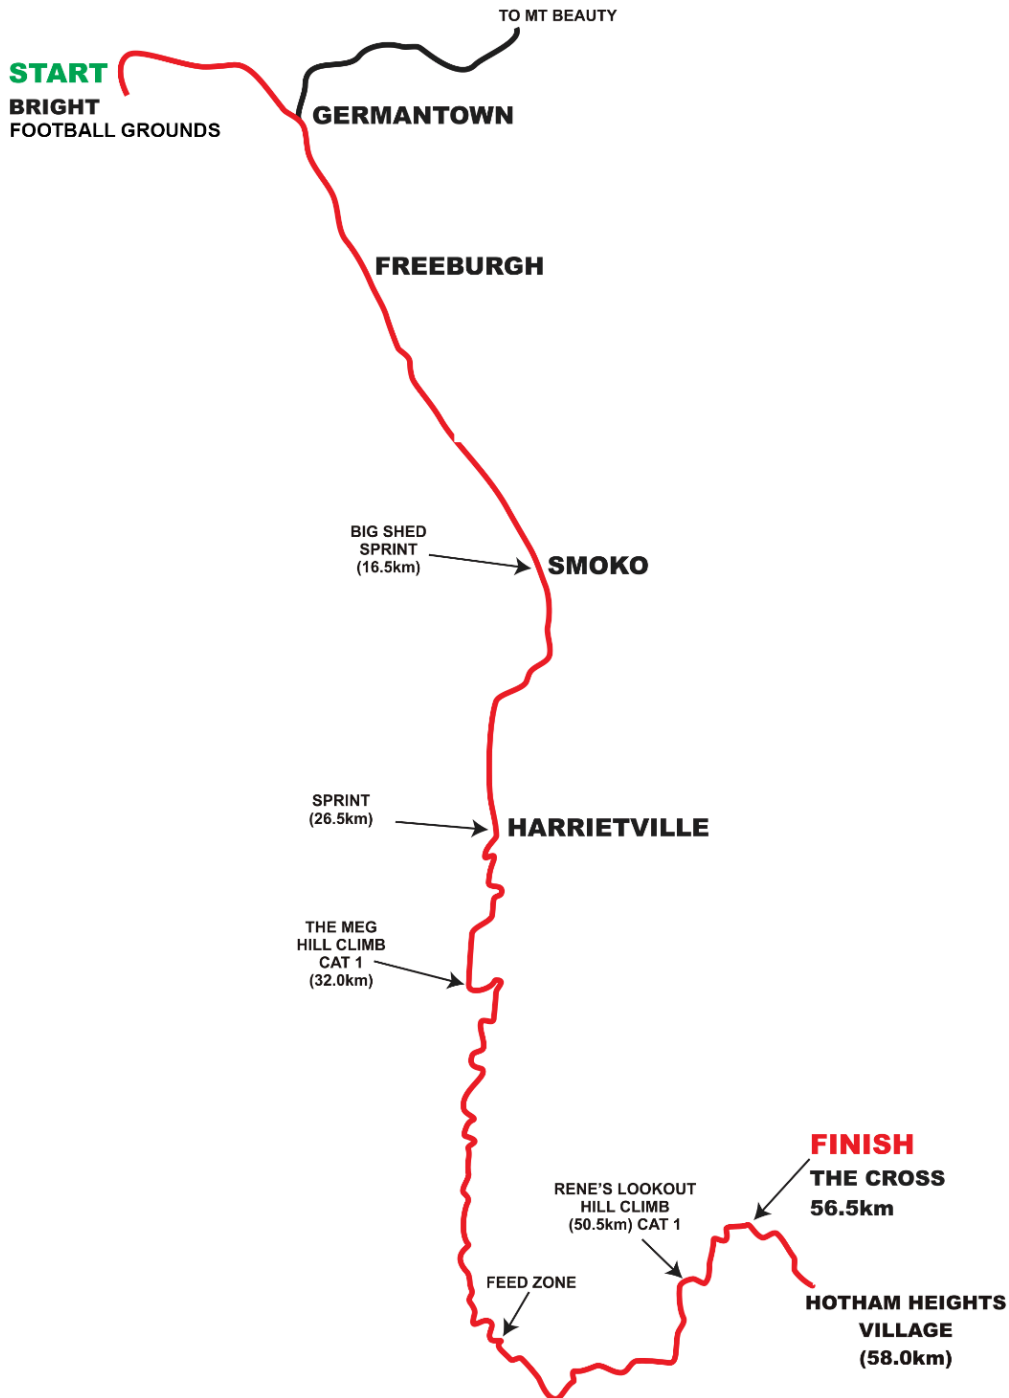 TO MT BEAUTY
START
BRIGHT
FOOTBALL GROUNDS
GERMANTOWN
FREEBURGH
BIG SHED
SPRINT
(16.5km)
SMOKO
SPRINT
(26.5km)
HARRIETVILLE
THE MEG
HILL CLIMB
CAT 1
(32.0km)
FINISH
THE CROSS
56.5km
RENE'S LOOKOUT
HILL CLIMB
(50.5km) CAT 1
FEED ZONE
HOTHAM HEIGHTS
VILLAGE
(58.0km)